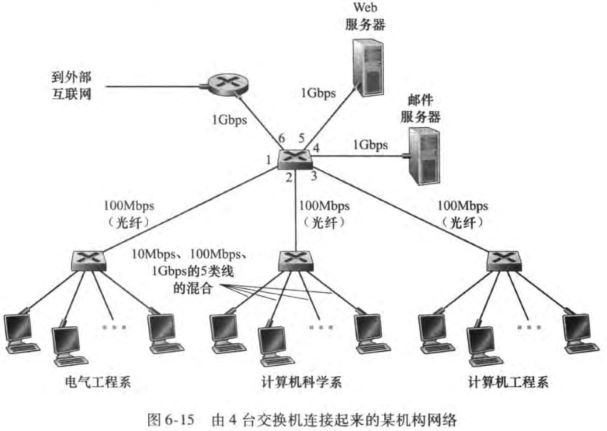 Web
服务器
到外部
互联网
1Gbps
1Gbps
邮件
服务器
6
5
4
1Gbps
1
2
3
100Mbps
（光纤）
100Mbps
（光纤）
100Mbps
（光纤）
10Mbps、100Mbps、
1Gbps的5类线
的混合
电气工程系
计算机科学系
计算机工程系
图 6-15 由 4 台交换机连接起来的某机构网络